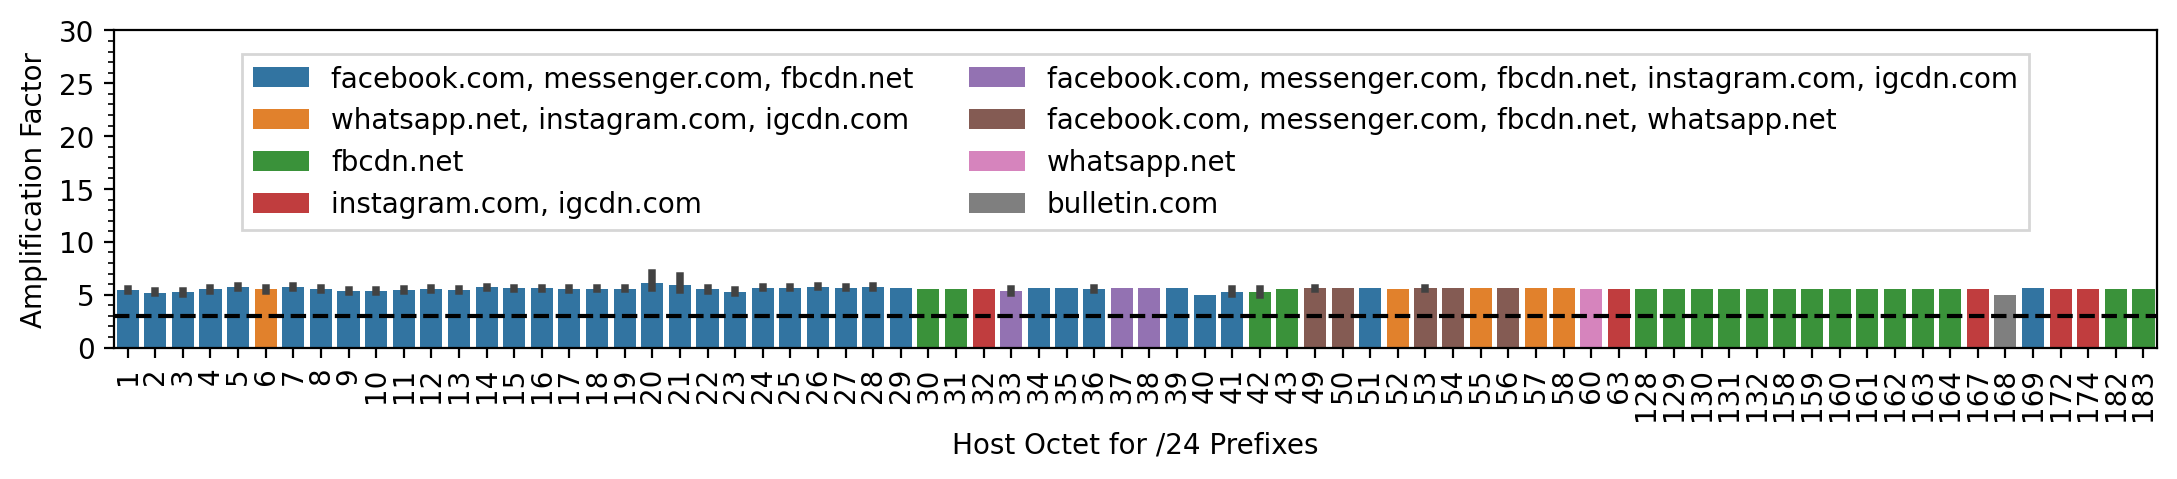 30
25
20
15
10
5
0
Amplification Factor
facebook.com, messenger.com, fbcdn.net
whatsapp.net, instagram.com, igcdn.com
fbcdn.net
instagram.com, igcdn.com
facebook.com, messenger.com, fbcdn.net, instagram.com, igcdn.com
facebook.com, messenger.com, fbcdn.net, whatsapp.net
whatsapp.net
bulletin.com
1 2 3 4 5 6 7 8 9 10 11 12 13 14 15 16 17 18 19 20 21 22 23 24 25 26 27 28 29 30 31 32 33 34 35 36 37 38 39 40 41 42 43 49 50 51 52 53 54 55 56 57 58 60 63 128 129 130 131 132 158 159 160 161 162 163 164 167 168 169 172 174 182 183
Host Octet for /24 Prefixes